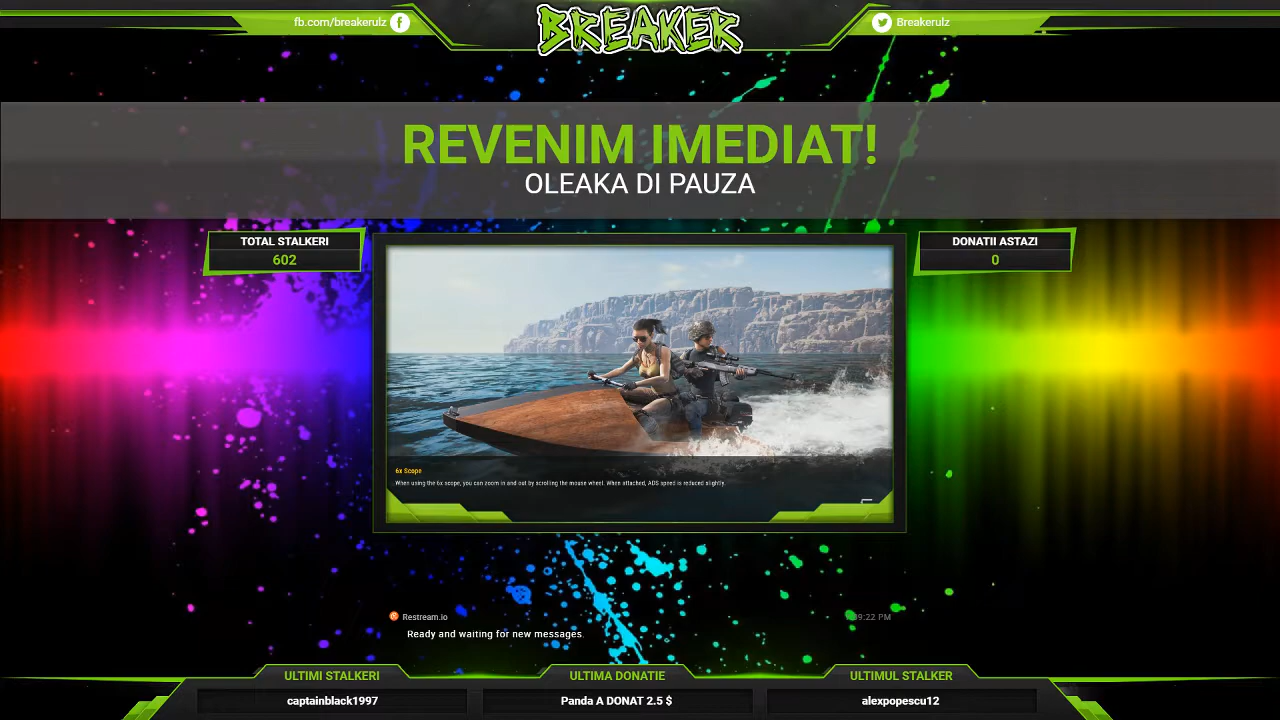 fb.com/breakerulz
BREAKER
Breakerulz
REVENIM IMEDIAT!
OLEAKA DI PAUZA
TOTAL STALKERI
602
DONATII ASTAZI
0
6x Scope
When using the 6x scope, you can zoom in and out by scrolling the mouse wheel. When attached, ADS speed is reduced slightly.
Restream.io
PM
Ready and waiting for new messages
ULTIMI STALKERI
ULTIMA DONATIE
ULTIMUL STALKER
captainblack1997
Panda A DONAT 2.5 $
alexpopescu12